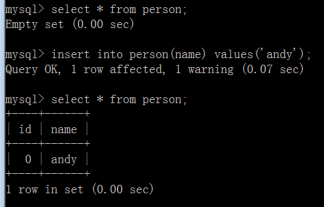 mysql> select * from person;
Empty set (0.00 sec)
mysql> insert into person(name) values('andy');
Query OK, 1 row affected, 1 warning (0.07 sec)
mysql> select * from person;
+----+------+
| id | name |
+----+------+
|  0 | andy |
+----+------+
1 row in set (0.00 sec)